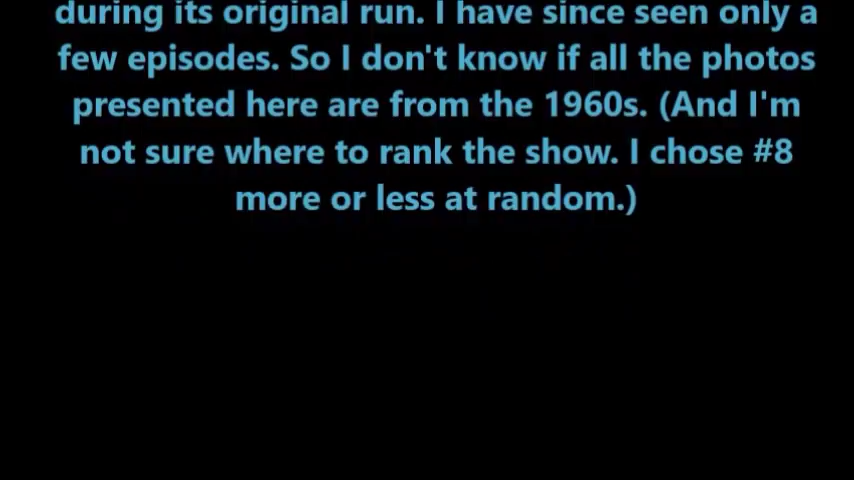 during its original run. I have since seen only a
few episodes. So I don't know if all the photos
presented here are from the 1960s. (And I'm
not sure where to rank the show. I chose #8
more or less at random.)